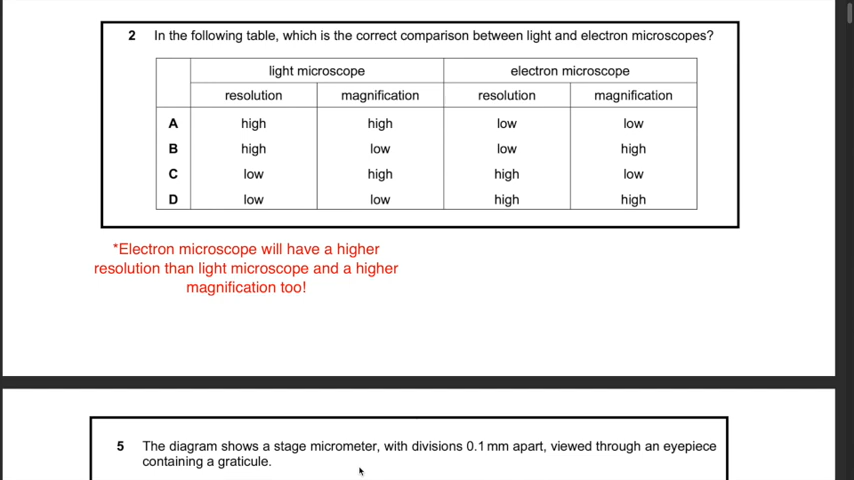 2 In the following table, which is the correct comparison between light and electron microscopes?
light microscope electron microscope
resolution magnification resolution magnification
A high high low low
B high low low high
C low high high low
D low low high high
*Electron microscope will have a higher
resolution than light microscope and a higher
magnification too!
5 The diagram shows a stage micrometer, with divisions 0.1 mm apart, viewed through an eyepiece
containing a graticule.